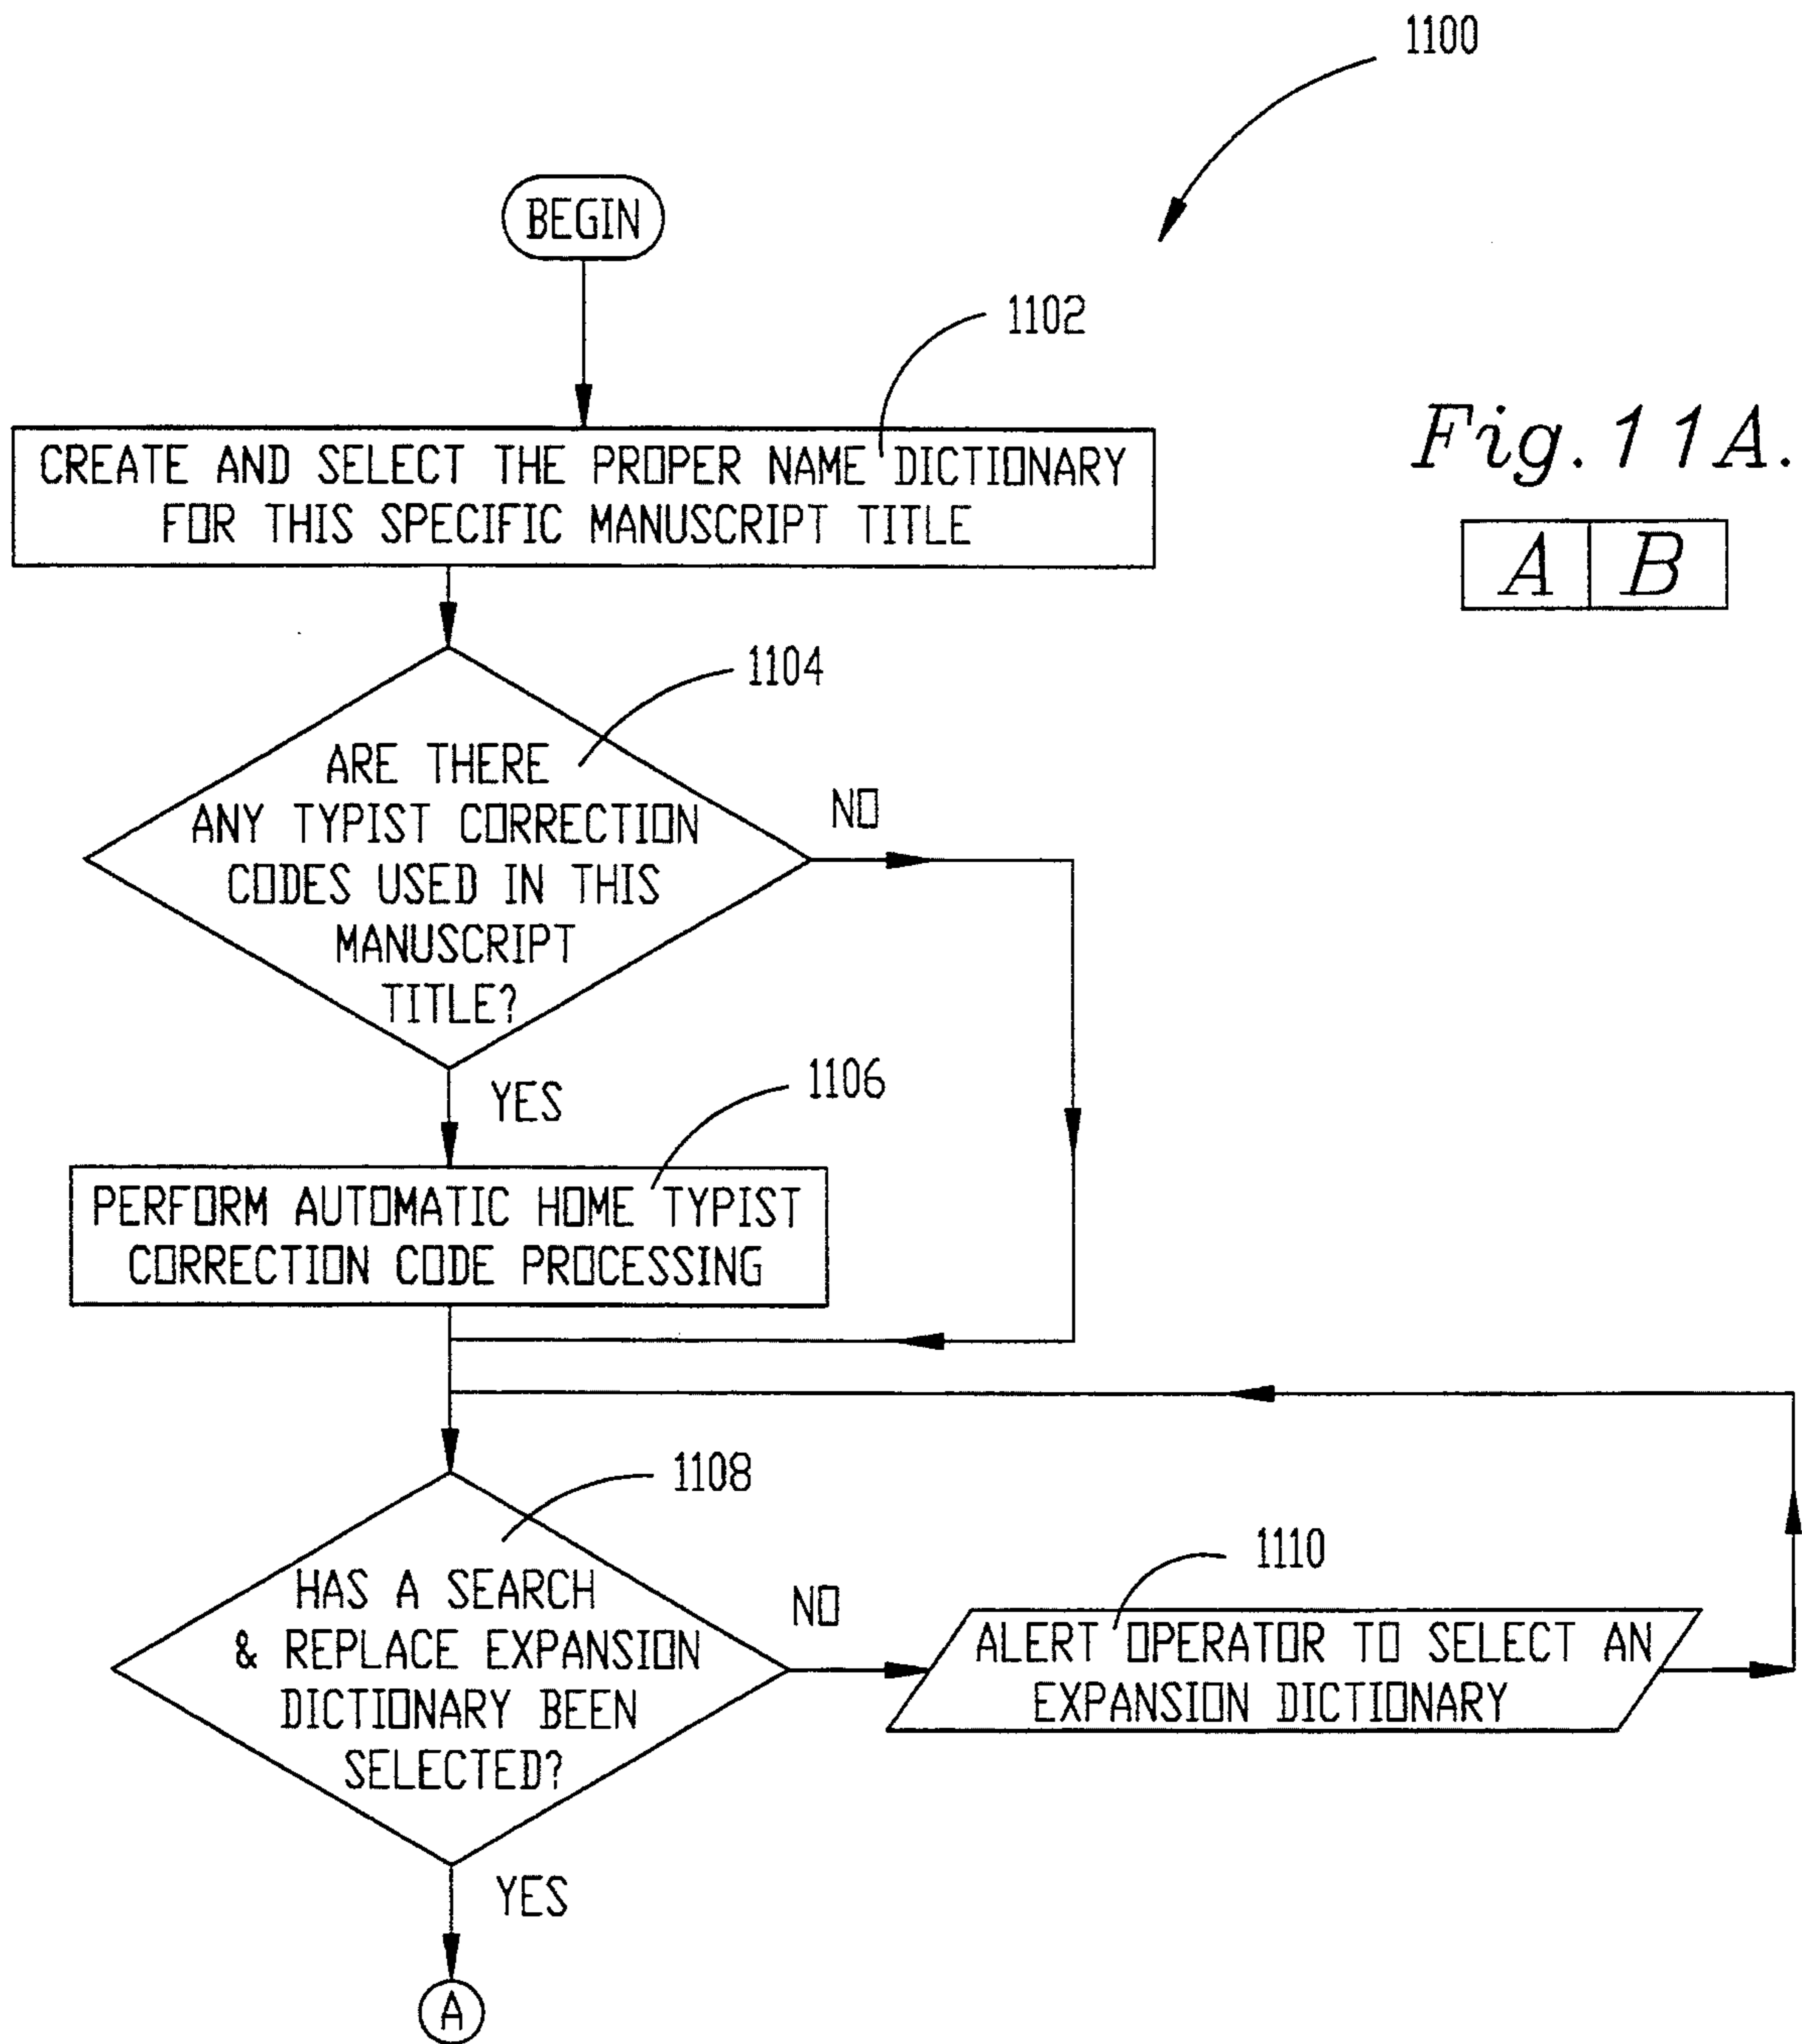 1100
BEGIN
1102
CREATE AND SELECT THE PROPER NAME DICTIONARY
FOR THIS SPECIFIC MANUSCRIPT TITLE
Fig. 11A.
A B
1104
ARE THERE
ANY TYPIST CORRECTION
CODES USED IN THIS
MANUSCRIPT
TITLE?
NO
YES
1106
PERFORM AUTOMATIC HOME TYPIST
CORRECTION CODE PROCESSING
1108
HAS A SEARCH
& REPLACE EXPANSION
DICTIONARY BEEN
SELECTED?
NO
1110
ALERT OPERATOR TO SELECT AN
EXPANSION DICTIONARY
YES
A